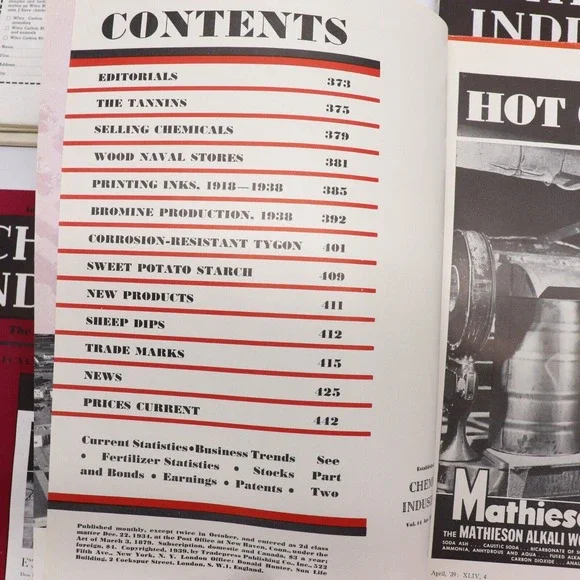 CONTENTS
EDITORIALS 373
THE TANNINS 375
SELLING CHEMICALS 379
WOOD NAVAL STORES 381
PRINTING INKS, 1918—1938 385
BROMINE PRODUCTION, 1938 392
CORROSION-RESISTANT TYGON 401
SWEET POTATO STARCH 409
NEW PRODUCTS 411
SHEEP DIPS 412
TRADE MARKS 415
NEWS 425
PRICES CURRENT 442
Current Statistics•Business Trends See
• Fertilizer Statistics • Stocks Part
and Bonds • Earnings • Patents • Two
Published monthly, except twice in October, and entered as 2d class
matter Dec. 22, 1934, at the Post Office at New Haven, Conn., under the
Act of March 3, 1879. Subscription, domestic and Canada, $3 a year;
foreign, $4. Copyrighted, 1939, by Tradepress Publishing Co., Inc., 522
Fifth Ave., New York, N. Y. London Office: Donald Hunter, Sun Life
Building, 2 Cockspur Street, London, S. W. 1, England.
INDU
HOT
Mathieso
THE MATHIESON ALKALI WO
SODA ASH
CAUSTIC SODA
BICARBONATE OF
AMMONIA, ANHYDROUS AND AQUA
FUSED ALKA
CARBON DIOXIDE
April, '39 XLIV, 4
Established
CHEM
INDUS
Vol. 44
CH
ND
The